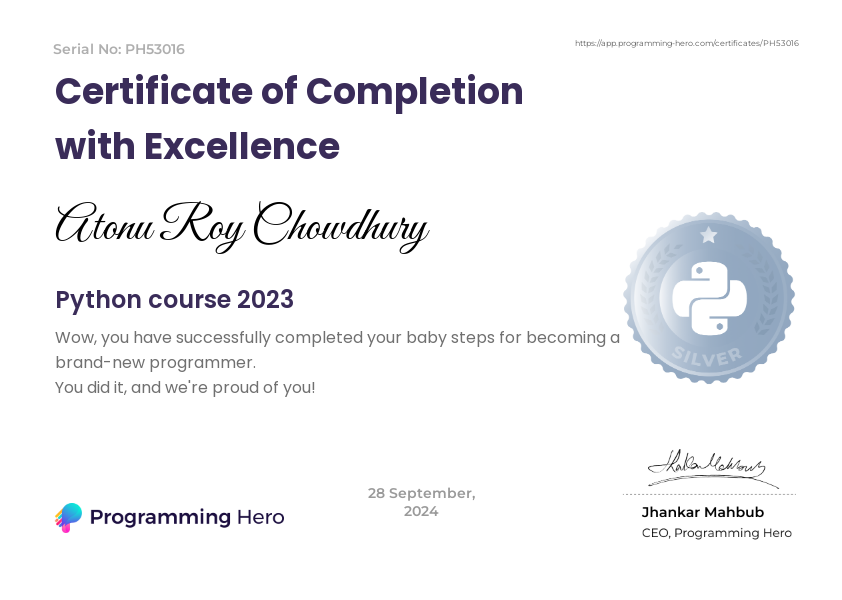 Serial No: PH53016
https://app.programming-hero.com/certificates/PH53016
Certificate of Completion
with Excellence
Atonu Roy Chowdhury
Python course 2023
Wow, you have successfully completed your baby steps for becoming a
brand-new programmer.
You did it, and we're proud of you!
SILVER
28 September,
2024
Programming Hero
Jhankar Mahbub
Jhankar Mahbub
CEO, Programming Hero